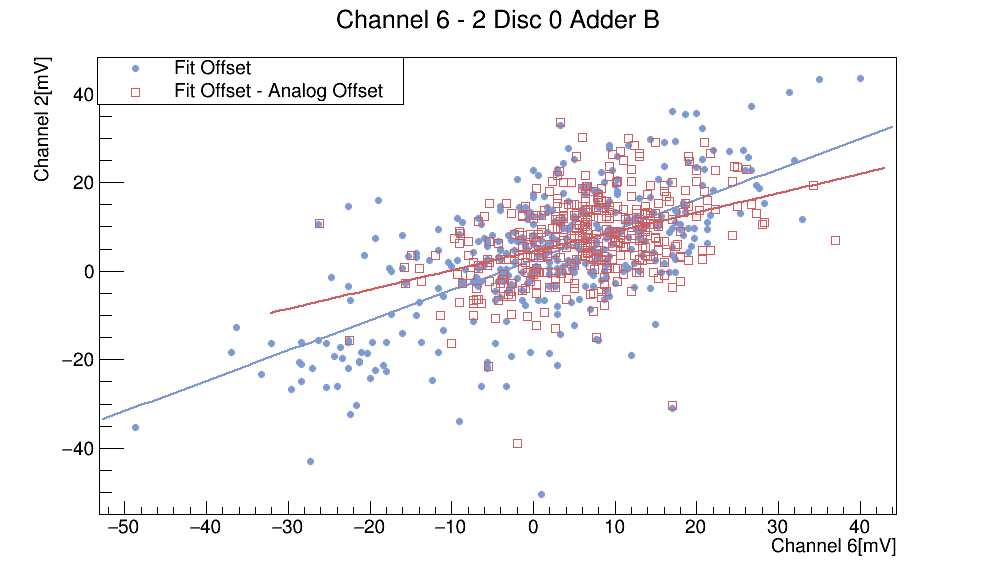 Channel 6 - 2 Disc 0 Adder B
Channel 2[mV]
Fit Offset
Fit Offset - Analog Offset
40
20
0
−20
−40
−50 −40 −30 −20 −10 0 10 20 30 40
Channel 6[mV]